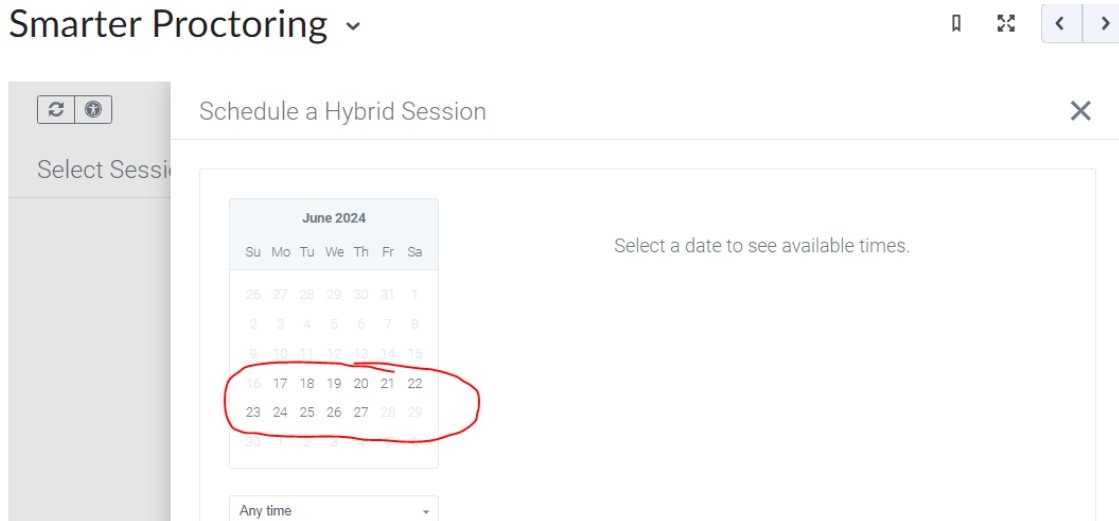 Smarter Proctoring
Schedule a Hybrid Session
Select Sessi
June 2024
Su Mo Tu We Th Fr Sa
Select a date to see available times.
26 27 28 29 30 31 1
2 3 4 5 6 7 8
9 10 11 12 13 14 15
16 17 18 19 20 21 22
23 24 25 26 27 28 29
30 1 2 3 4 5 6
Any time